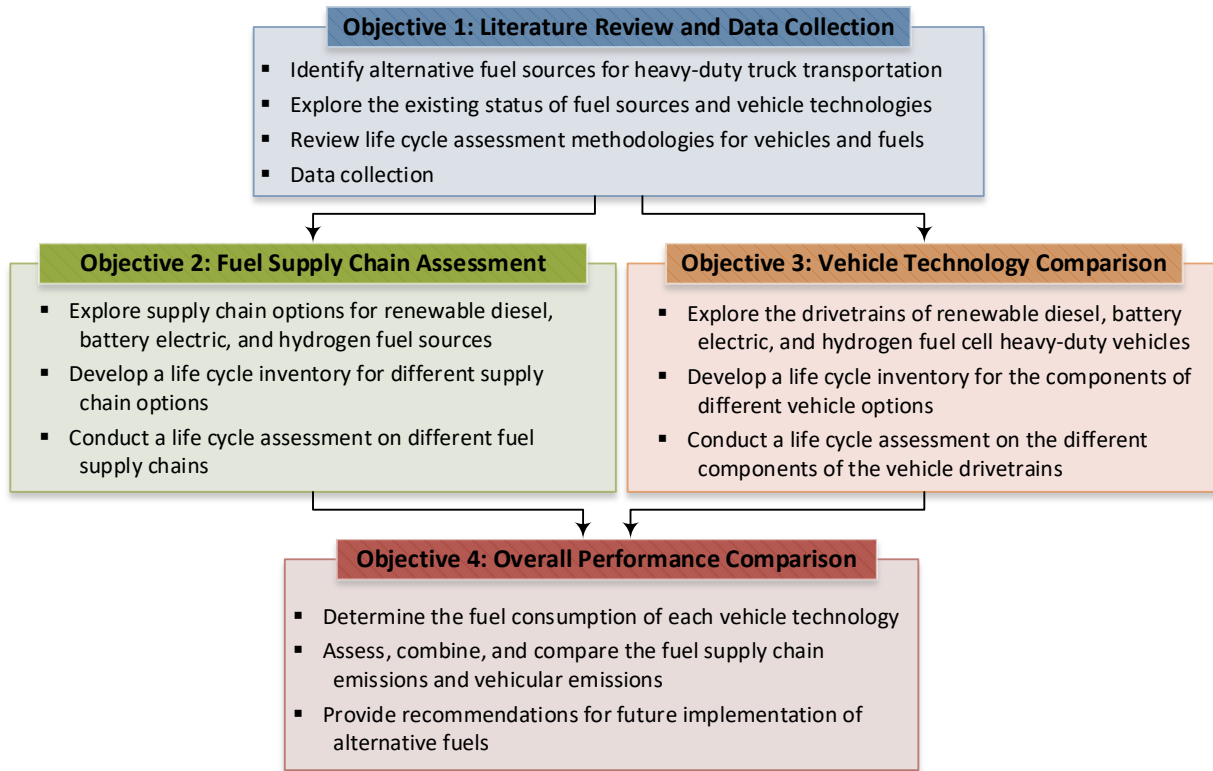 Objective 1: Literature Review and Data Collection
▪ Identify alternative fuel sources for heavy-duty truck transportation
▪ Explore the existing status of fuel sources and vehicle technologies
▪ Review life cycle assessment methodologies for vehicles and fuels
▪ Data collection
Objective 2: Fuel Supply Chain Assessment
▪ Explore supply chain options for renewable diesel,
battery electric, and hydrogen fuel sources
▪ Develop a life cycle inventory for different supply
chain options
▪ Conduct a life cycle assessment on different fuel
supply chains
Objective 3: Vehicle Technology Comparison
▪ Explore the drivetrains of renewable diesel, battery
electric, and hydrogen fuel cell heavy-duty vehicles
▪ Develop a life cycle inventory for the components of
different vehicle options
▪ Conduct a life cycle assessment on the different
components of the vehicle drivetrains
Objective 4: Overall Performance Comparison
▪ Determine the fuel consumption of each vehicle technology
▪ Assess, combine, and compare the fuel supply chain
emissions and vehicular emissions
▪ Provide recommendations for future implementation of
alternative fuels